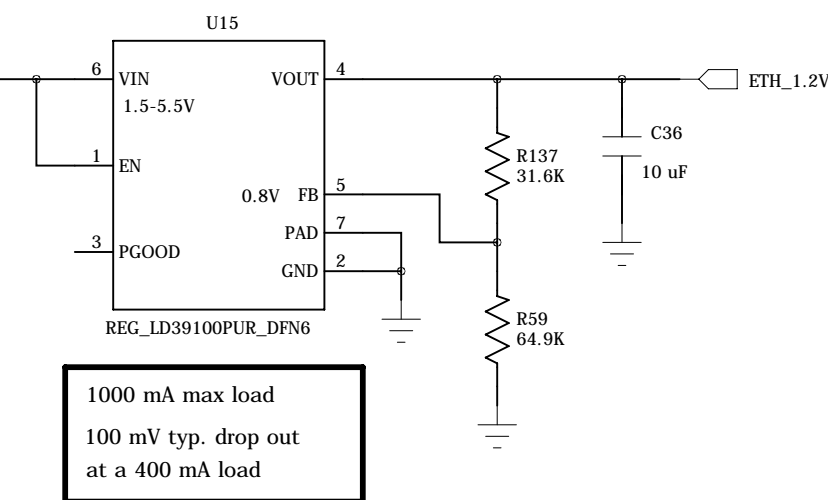 U15
6 VIN VOUT 4
ETH_1.2V
1.5-5.5V
C36
10 uF
R137
31.6K
1 EN
0.8V FB 5
PAD 7
3 PGOOD
GND 2
R59
64.9K
REG_LD39100PUR_DFN6
1000 mA max load
100 mV typ. drop out
at a 400 mA load